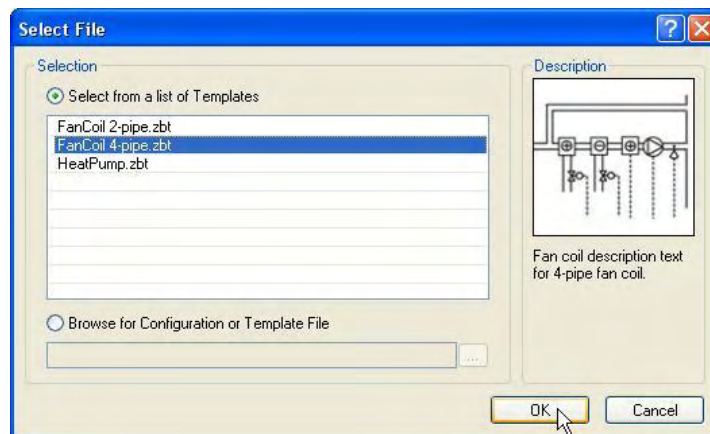 Select File
Selection
Select from a list of Templates
FanCoil 2-pipe.zbt
FanCoil 4-pipe.zbt
HeatPump.zbt
Browse for Configuration or Template File
...
Description
Fan coil description text
for 4-pipe fan coil.
OK
Cancel